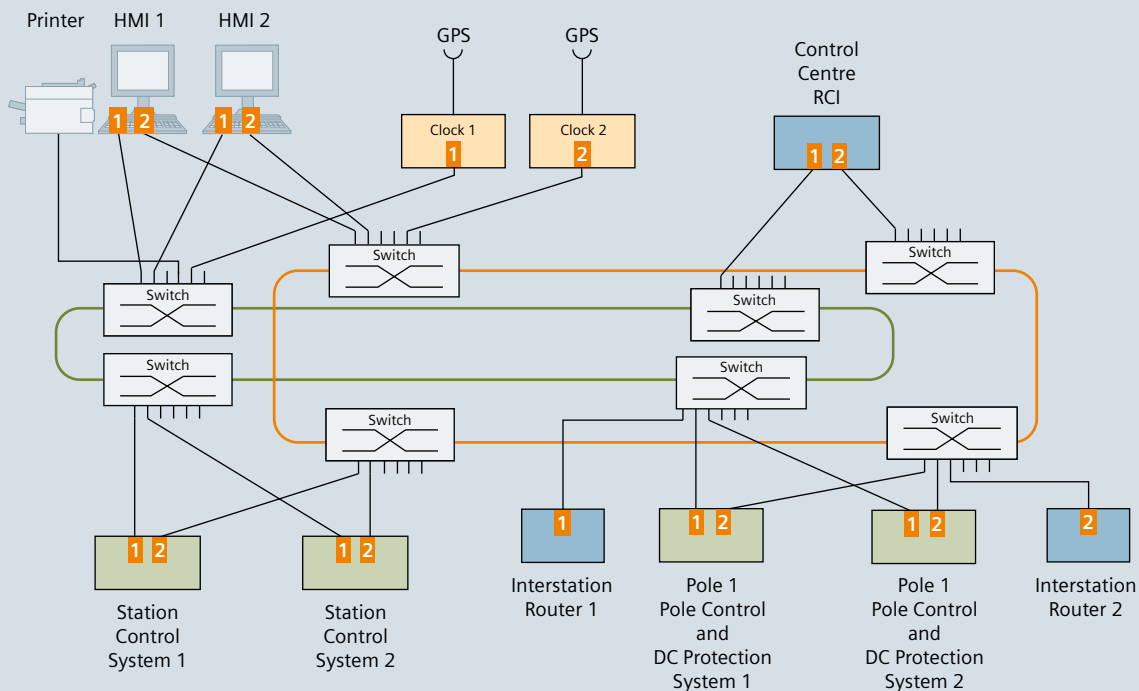 Printer
HMI 1
HMI 2
GPS
GPS
Control
Centre
RCI
1 2
1 2
Clock 1
1
Clock 2
2
1 2
Switch
Switch
Switch
Switch
Switch
Switch
Switch
Switch
1 2
1 2
1
1 2
1 2
2
Station
Control
System 1
Station
Control
System 2
Interstation
Router 1
Pole 1
Pole Control
and
DC Protection
System 1
Pole 1
Pole Control
and
DC Protection
System 2
Interstation
Router 2